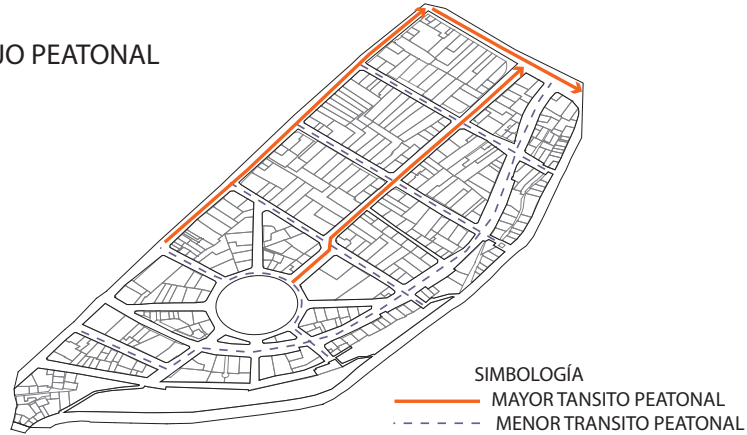 JO PEATONAL
SIMBOLOGÍA
MAYOR TANSITO PEATONAL
MENOR TRANSITO PEATONAL